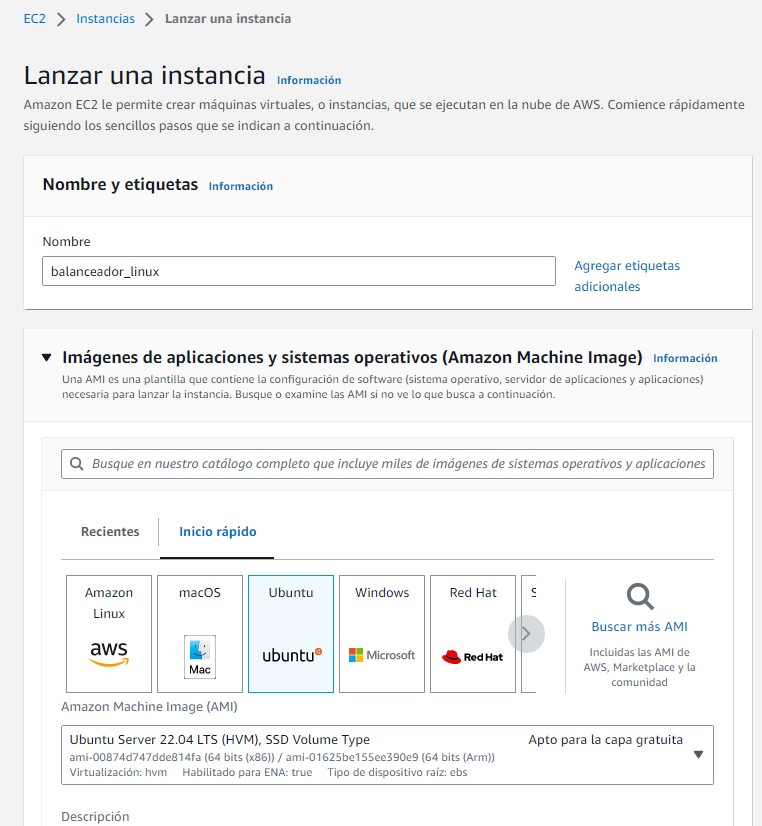 EC2 > Instancias > Lanzar una instancia
Lanzar una instancia Información
Amazon EC2 le permite crear máquinas virtuales, o instancias, que se ejecutan en la nube de AWS. Comience rápidamente
siguiendo los sencillos pasos que se indican a continuación.
Nombre y etiquetas Información
Nombre
balanceador_linux
Agregar etiquetas
adicionales
Imágenes de aplicaciones y sistemas operativos (Amazon Machine Image) Información
Una AMI es una plantilla que contiene la configuración de software (sistema operativo, servidor de aplicaciones y aplicaciones)
necesaria para lanzar la instancia. Busque o examine las AMI si no ve lo que busca a continuación.
Busque en nuestro catálogo completo que incluye miles de imágenes de sistemas operativos y aplicaciones
Recientes Inicio rápido
Amazon
Linux
aws
macOS
Mac
Ubuntu
ubuntu
Windows
Microsoft
Red Hat
Red Hat
S
Buscar más AMI
Incluidas las AMI de
AWS, Marketplace y la
comunidad
Amazon Machine Image (AMI)
Ubuntu Server 22.04 LTS (HVM), SSD Volume Type Apto para la capa gratuita
ami-00874d747dde814fa (64 bits (x86)) / ami-01625be155ee390e9 (64 bits (Arm))
Virtualización: hvm Habilitado para ENA: true Tipo de dispositivo raíz: ebs
Descripción